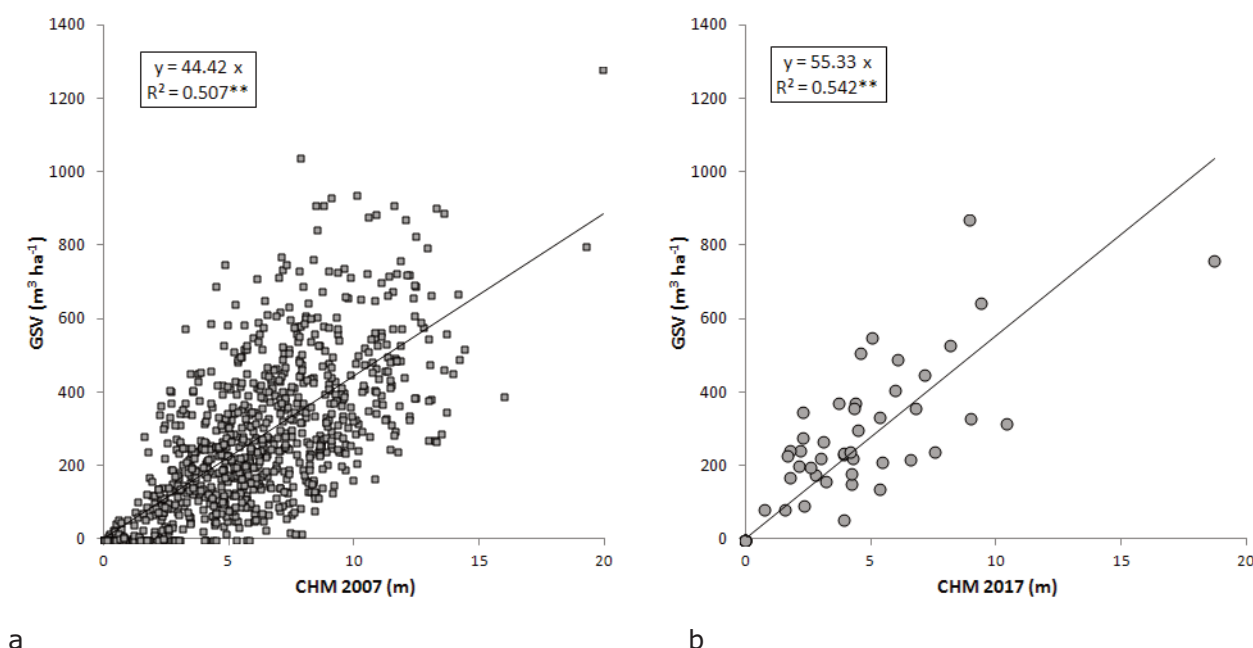 1400
1200
1000
800
600
400
200
0
GSV (m³ ha⁻¹)
y = 44.42 x
R² = 0.507**
0 5 10 15 20
CHM 2007 (m)
a
1400
1200
1000
800
600
400
200
0
GSV (m³ ha⁻¹)
y = 55.33 x
R² = 0.542**
0 5 10 15 20
CHM 2017 (m)
b